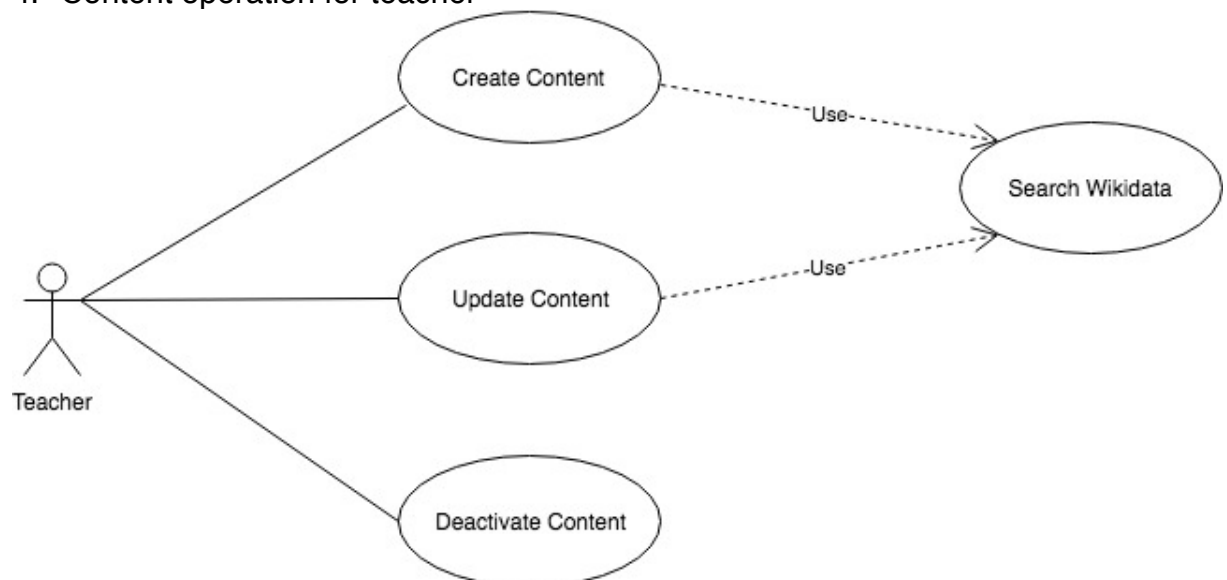 Content operation for teacher
Create Content
Use
Search Wikidata
Update Content
Use
Teacher
Deactivate Content